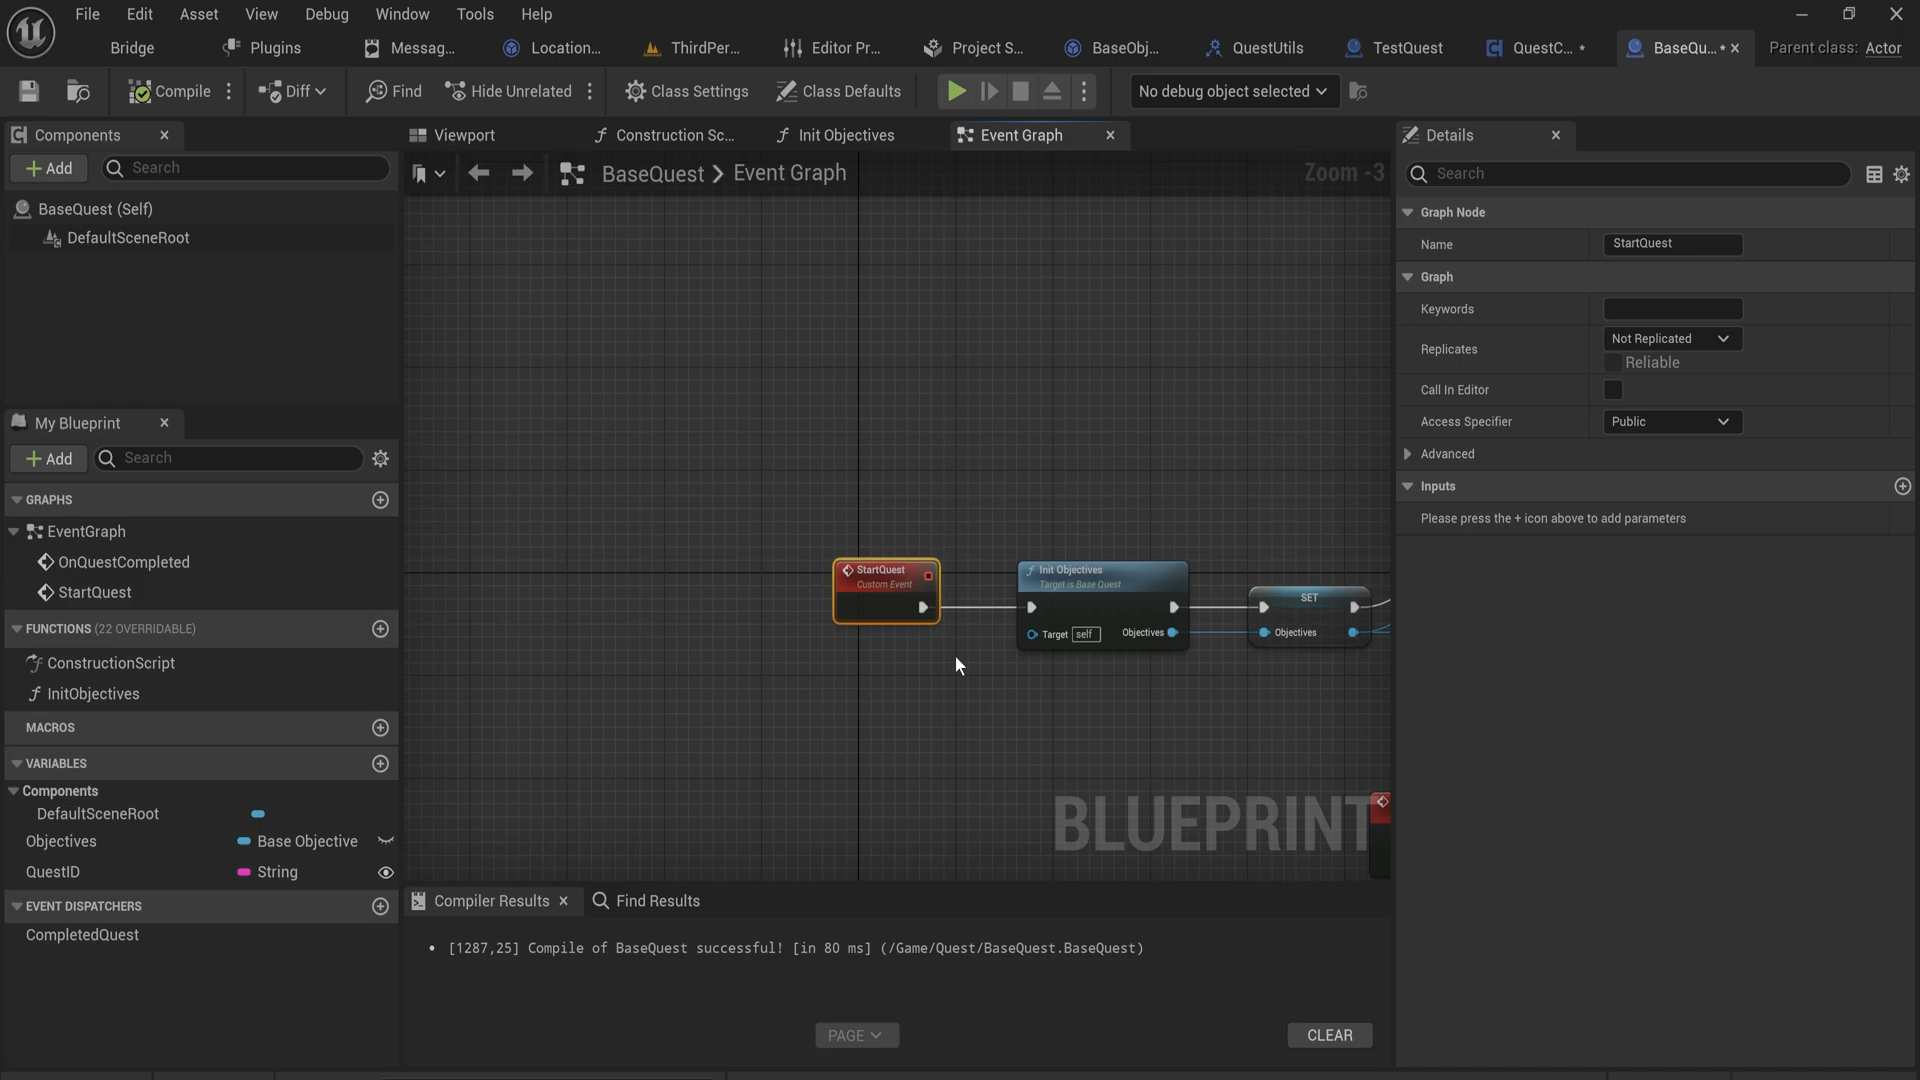 File Edit Asset View Debug Window Tools Help
Bridge Plugins Messag... Location... ThirdPer... Editor Pr... Project S... BaseObj... QuestUtils TestQuest QuestC... * BaseQu... * Parent class: Actor
Compile Diff Find Hide Unrelated Class Settings Class Defaults No debug object selected
Components
Add Search
BaseQuest (Self)
DefaultSceneRoot
My Blueprint
Add Search
GRAPHS
EventGraph
OnQuestCompleted
StartQuest
FUNCTIONS (22 OVERRIDABLE)
ConstructionScript
InitObjectives
MACROS
VARIABLES
Components
DefaultSceneRoot
Objectives Base Objective
QuestID String
EVENT DISPATCHERS
CompletedQuest
Viewport Construction Sc... Init Objectives Event Graph
BaseQuest > Event Graph Zoom -3
StartQuest
Custom Event
Init Objectives
Target is Base Quest
Target self Objectives
SET
Objectives
BLUEPRINT
Compiler Results Find Results
• [1287,25] Compile of BaseQuest successful! [in 80 ms] (/Game/Quest/BaseQuest.BaseQuest)
PAGE CLEAR
Details
Search
Graph Node
Name StartQuest
Graph
Keywords
Replicates Not Replicated
Reliable
Call In Editor
Access Specifier Public
Advanced
Inputs
Please press the + icon above to add parameters